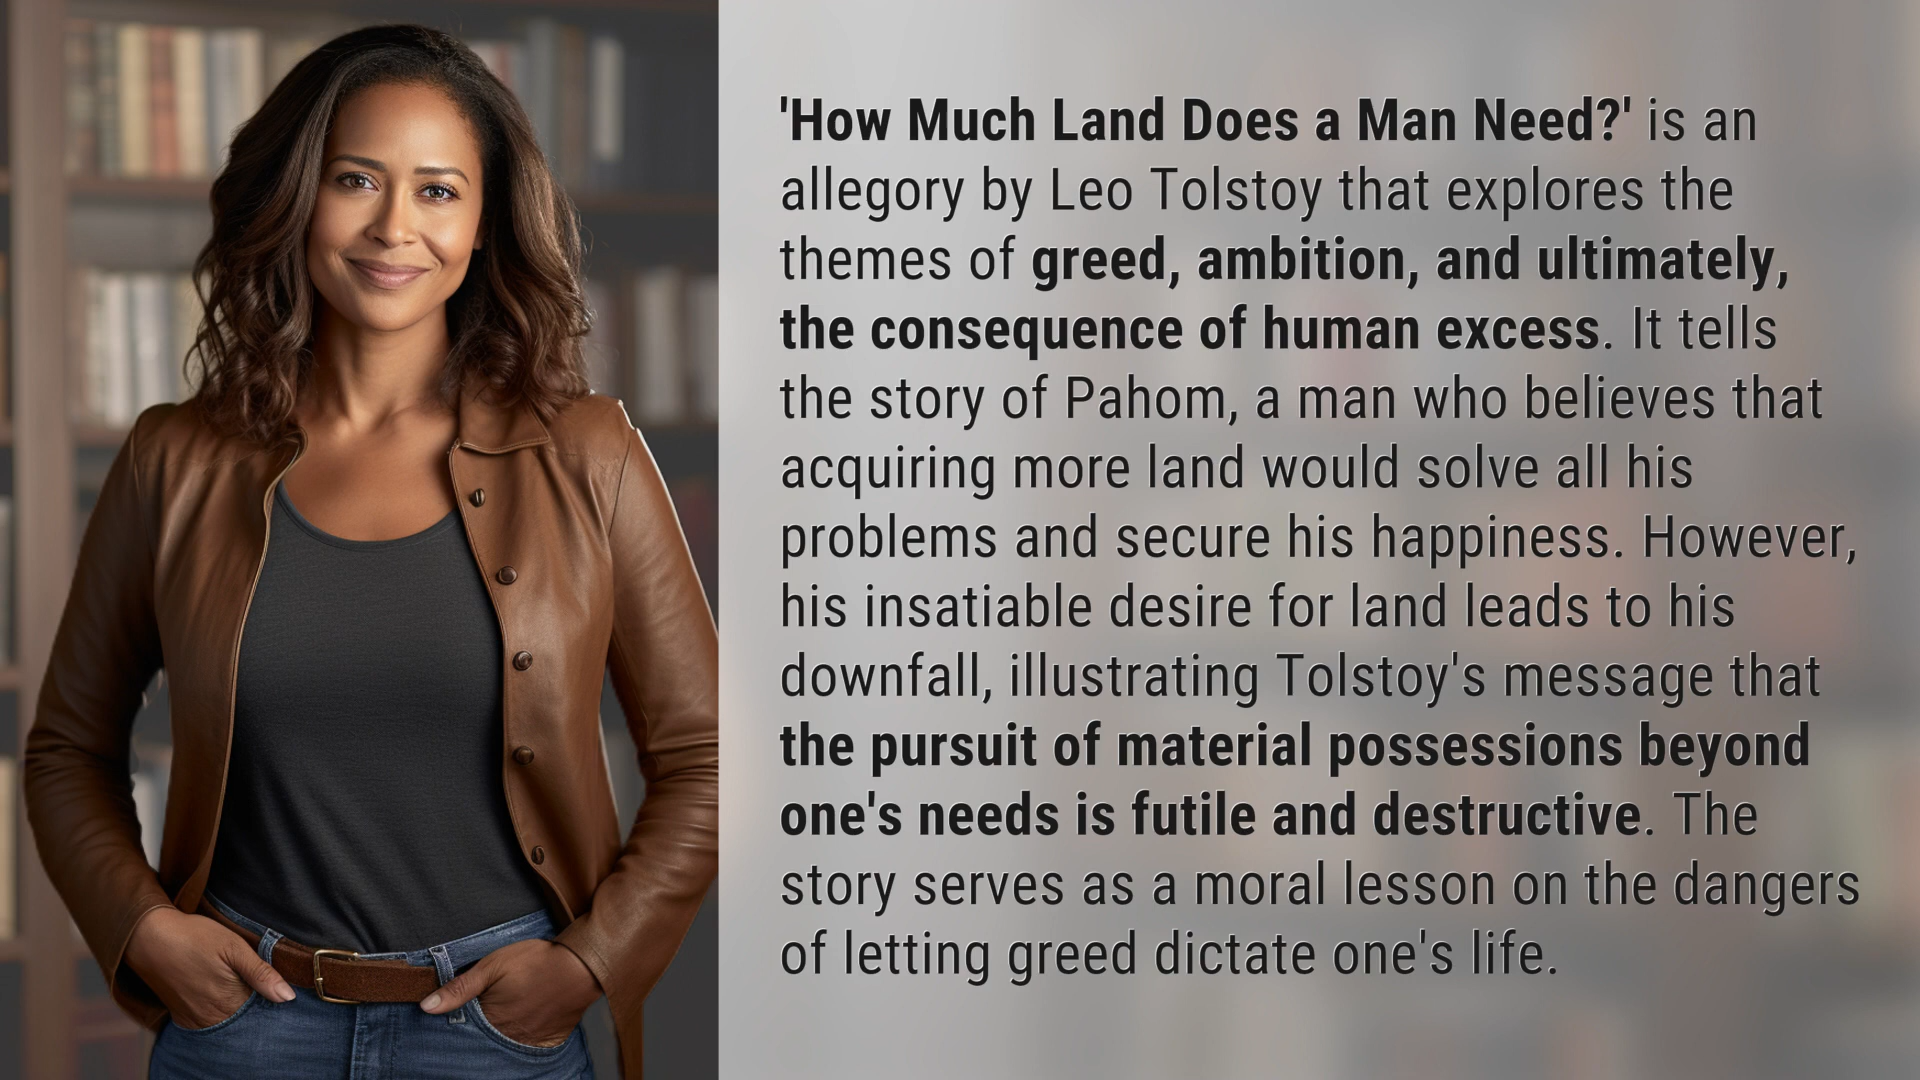 'How Much Land Does a Man Need?' is an
allegory by Leo Tolstoy that explores the
themes of greed, ambition, and ultimately,
the consequence of human excess. It tells
the story of Pahom, a man who believes that
acquiring more land would solve all his
problems and secure his happiness. However,
his insatiable desire for land leads to his
downfall, illustrating Tolstoy's message that
the pursuit of material possessions beyond
one's needs is futile and destructive. The
story serves as a moral lesson on the dangers
of letting greed dictate one's life.